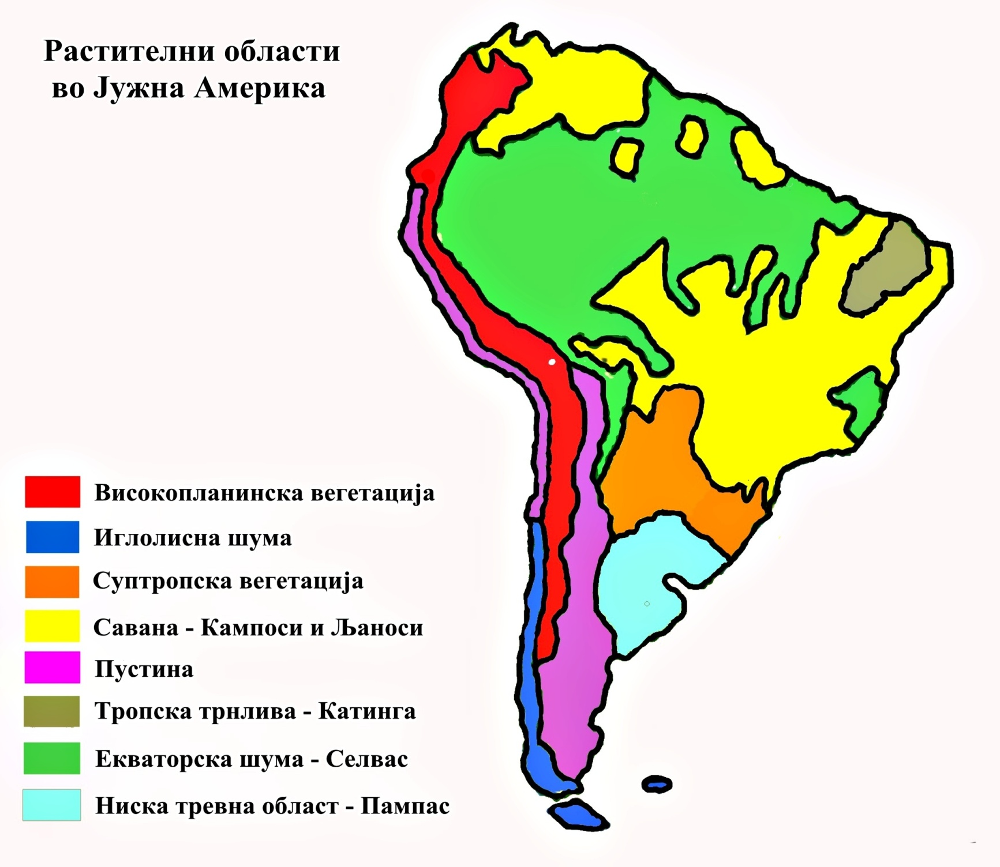 Растителни области
во Јужна Америка
Високопланинска вегетација
Иглолисна шума
Суптропска вегетација
Савана - Кампоси и Љаноси
Пустина
Тропска трнлива - Катинга
Екваторска шума - Селвас
Ниска тревна област - Пампас